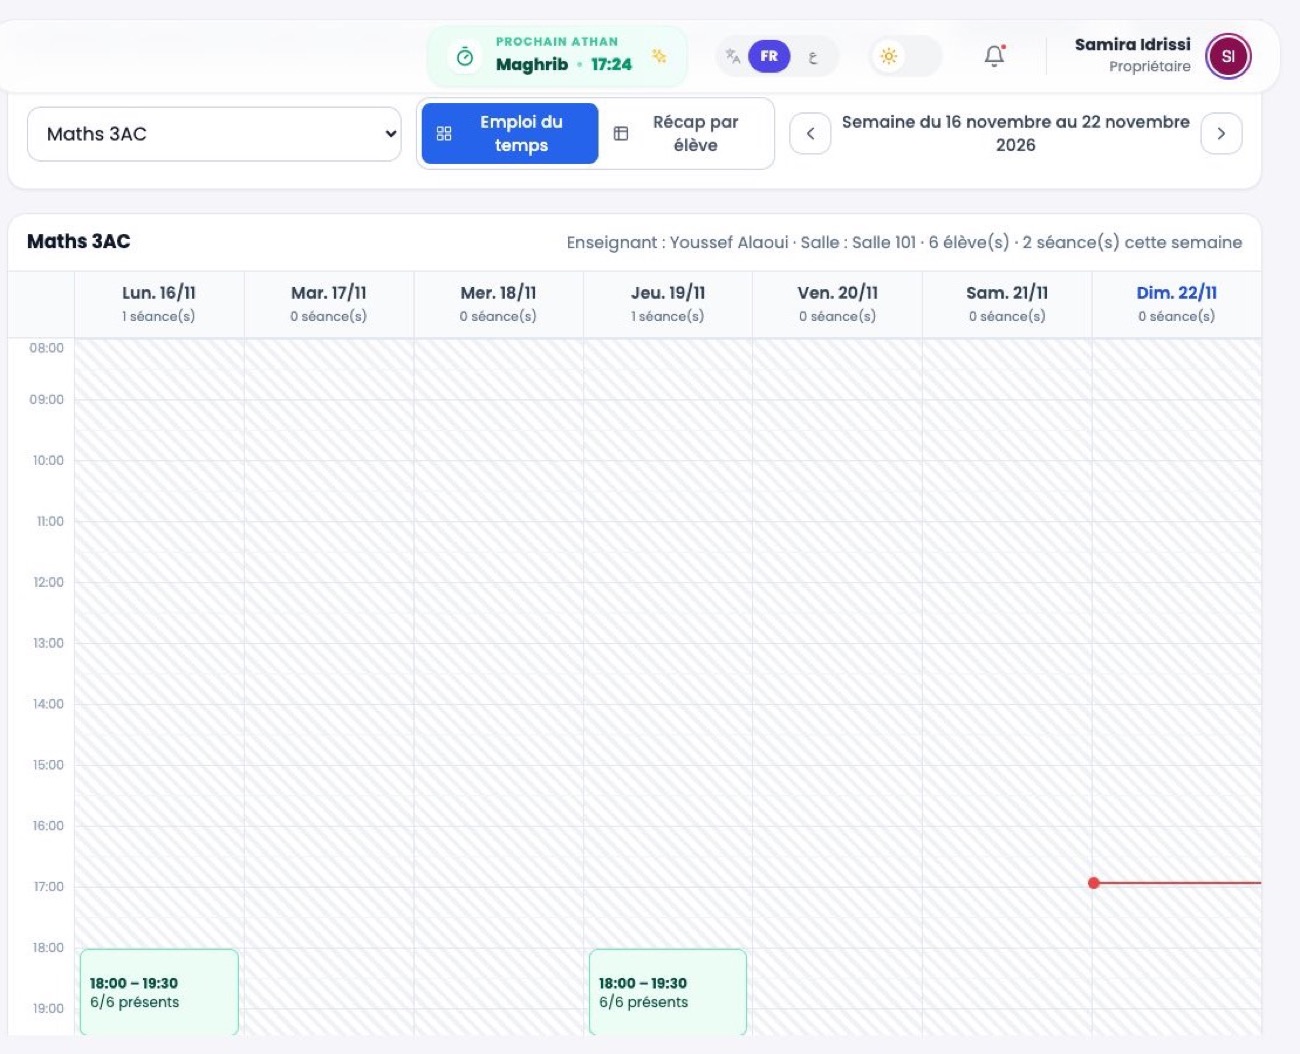 PROCHAIN ATHAN
Maghrib • 17:24
FR
ع
Samira Idrissi
Propriétaire
SI
Maths 3AC
Emploi du
temps
Récap par
élève
Semaine du 16 novembre au 22 novembre
2026
Maths 3AC
Enseignant : Youssef Alaoui · Salle : Salle 101 · 6 élève(s) · 2 séance(s) cette semaine
Lun. 16/11
1 séance(s)
Mar. 17/11
0 séance(s)
Mer. 18/11
0 séance(s)
Jeu. 19/11
1 séance(s)
Ven. 20/11
0 séance(s)
Sam. 21/11
0 séance(s)
Dim. 22/11
0 séance(s)
08:00
09:00
10:00
11:00
12:00
13:00
14:00
15:00
16:00
17:00
18:00
19:00
18:00 – 19:30
6/6 présents
18:00 – 19:30
6/6 présents